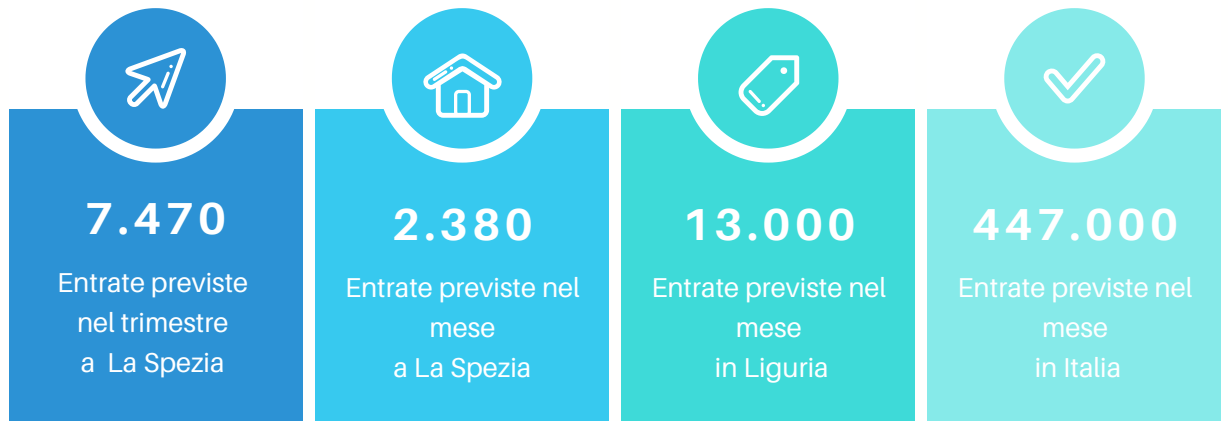 7.470
Entrate previste
nel trimestre
a La Spezia
2.380
Entrate previste nel
mese
a La Spezia
13.000
Entrate previste nel
mese
in Liguria
447.000
Entrate previste nel
mese
in Italia